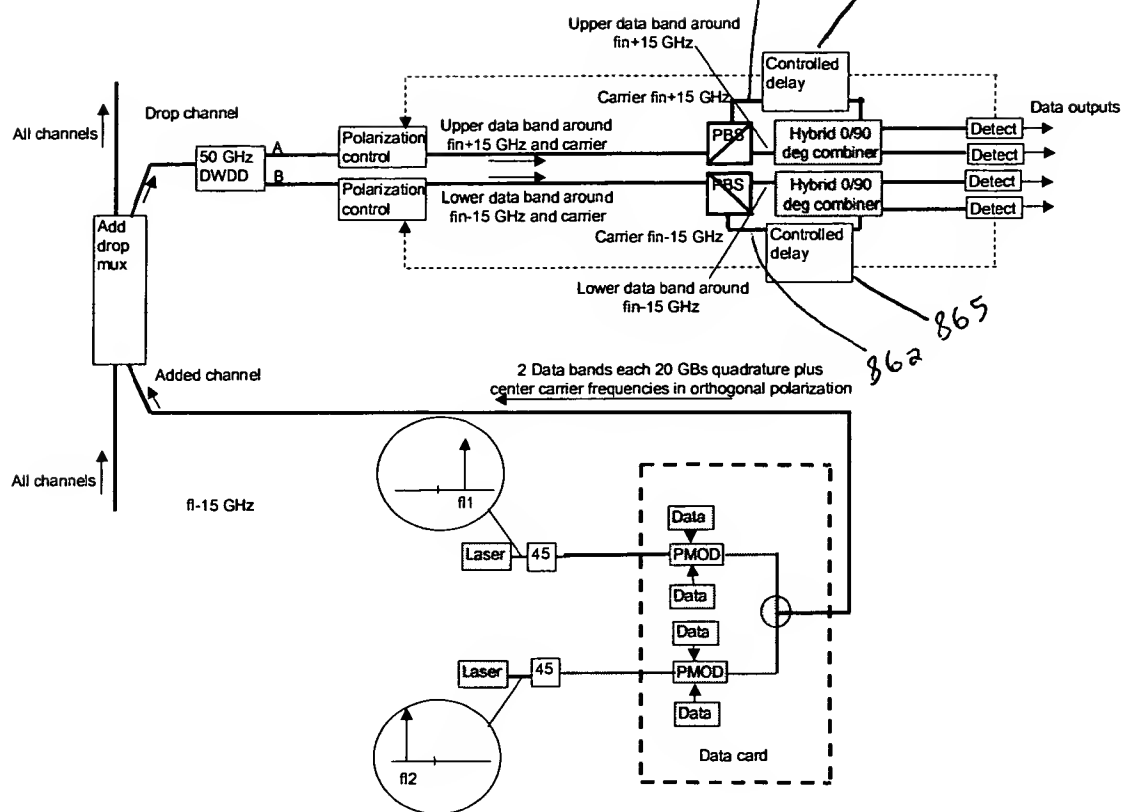 Upper data band around
fin+15 GHz
Controlled
delay
Carrier fin+15 GHz
Data outputs
All channels
Drop channel
50 GHz
DWDD
A
B
Polarization
control
Polarization
control
Upper data band around
fin+15 GHz and carrier
Lower data band around
fin-15 GHz and carrier
PBS
PBS
Hybrid 0/90
deg combiner
Hybrid 0/90
deg combiner
Detect
Detect
Detect
Detect
Add
drop
mux
Carrier fin-15 GHz
Controlled
delay
Lower data band around
fin-15 GHz
865
862
Added channel
2 Data bands each 20 GBs quadrature plus
center carrier frequencies in orthogonal polarization
All channels
fl-15 GHz
fl1
Laser
45
Data
PMOD
Data
Data
Laser
45
PMOD
Data
fl2
Data card